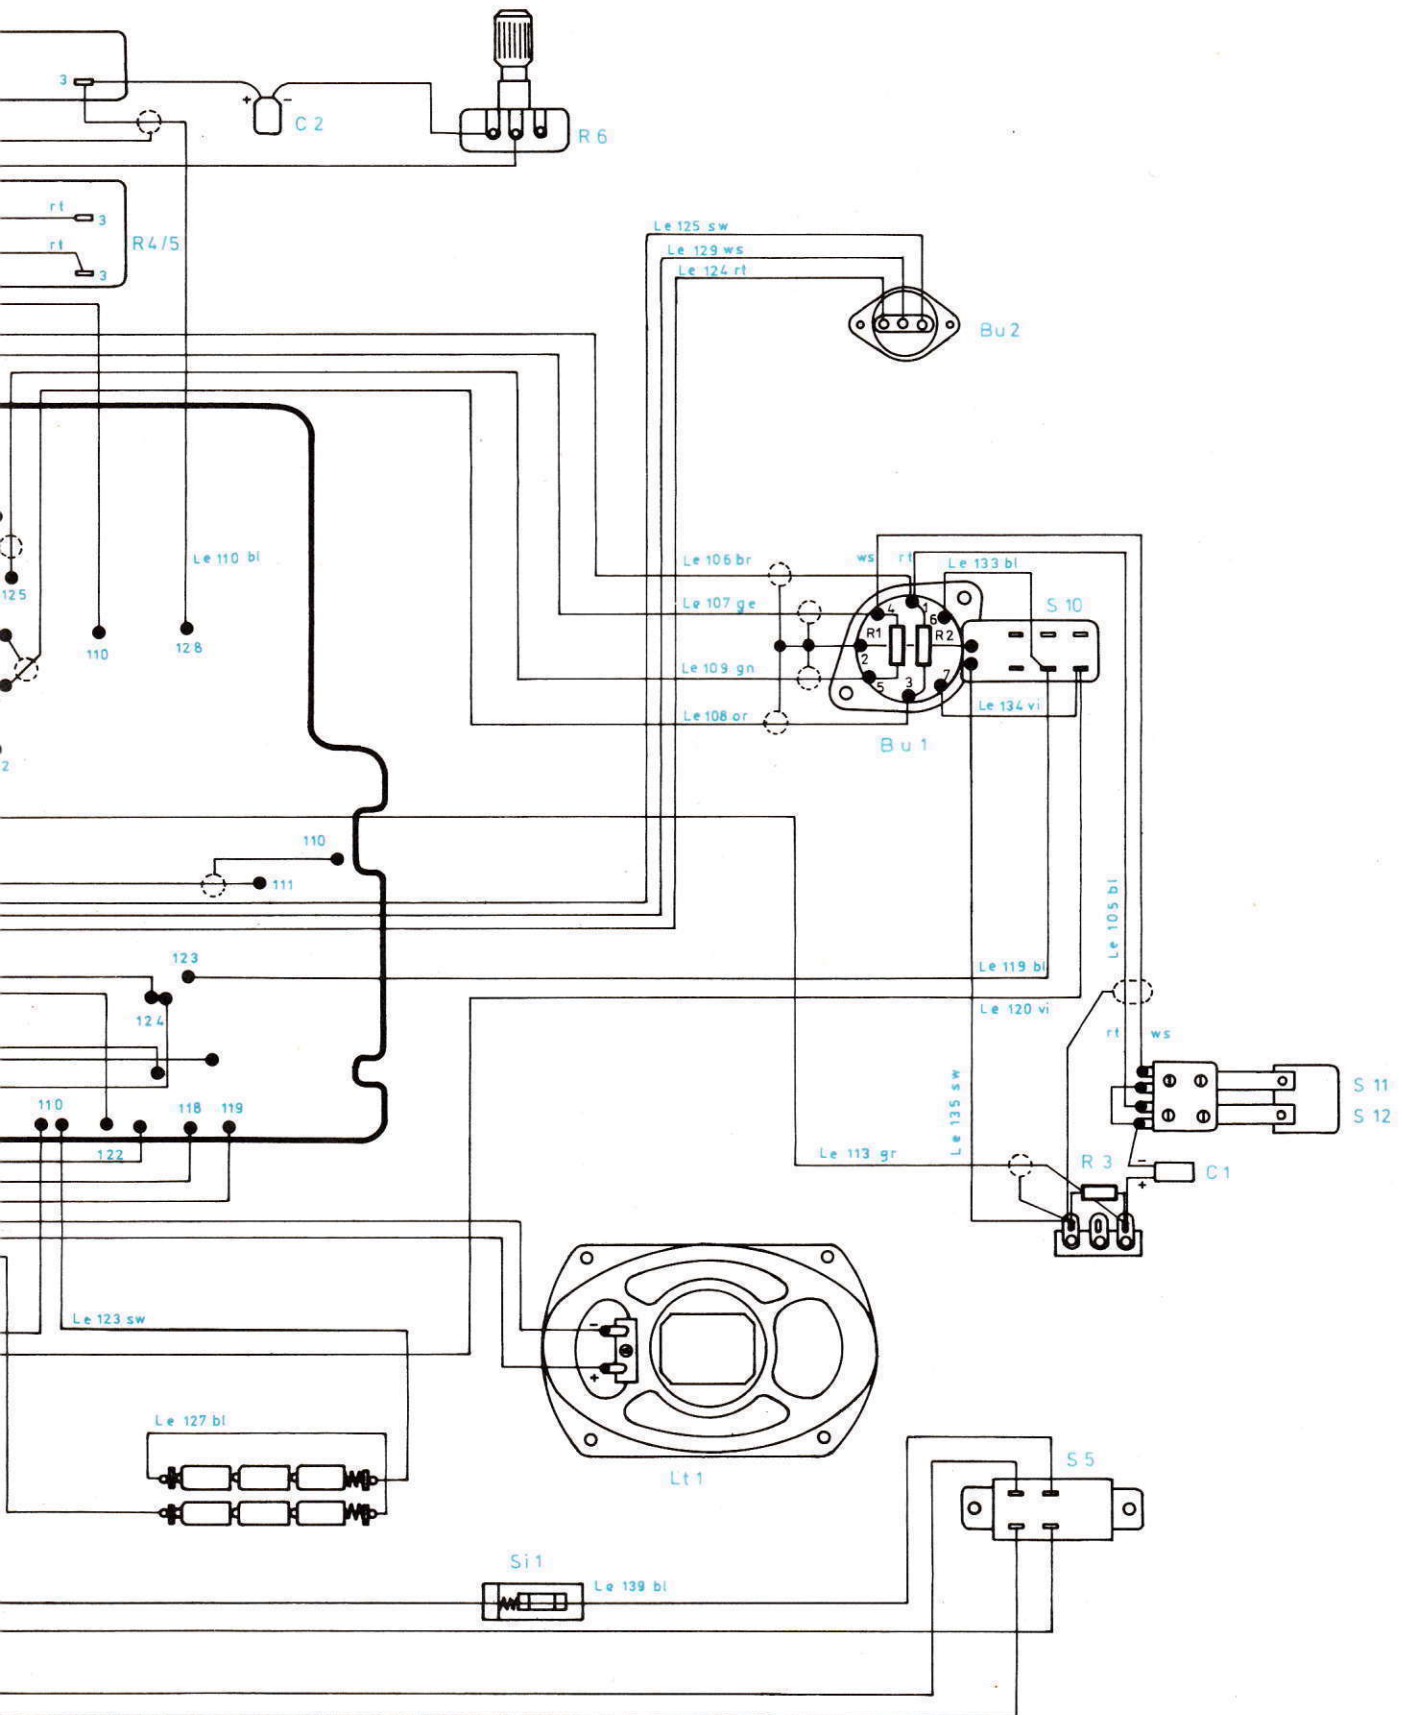 3
+ -
C 2
R 6
rt
3
R4/5
rt
3
Le 125 sw
Le 129 ws
Le 124 rt
Bu 2
Le 110 bl
Le 106 br
ws rt
Le 133 bl
125
Le 107 ge
S 10
4 1
6
110
128
R1 R2
2
Le 109 gn
5 3 7
Le 108 or
Le 134 vi
Bu 1
2
110
111
Le 105 bl
123
Le 119 bl
Le 120 vi
124
rt ws
Le 135 sw
S 11
110
118 119
S 12
122
Le 113 gr
R 3
-
C 1
+
Le 123 sw
-
+
Le 127 bl
Lt 1
S 5
Si 1
Le 139 bl